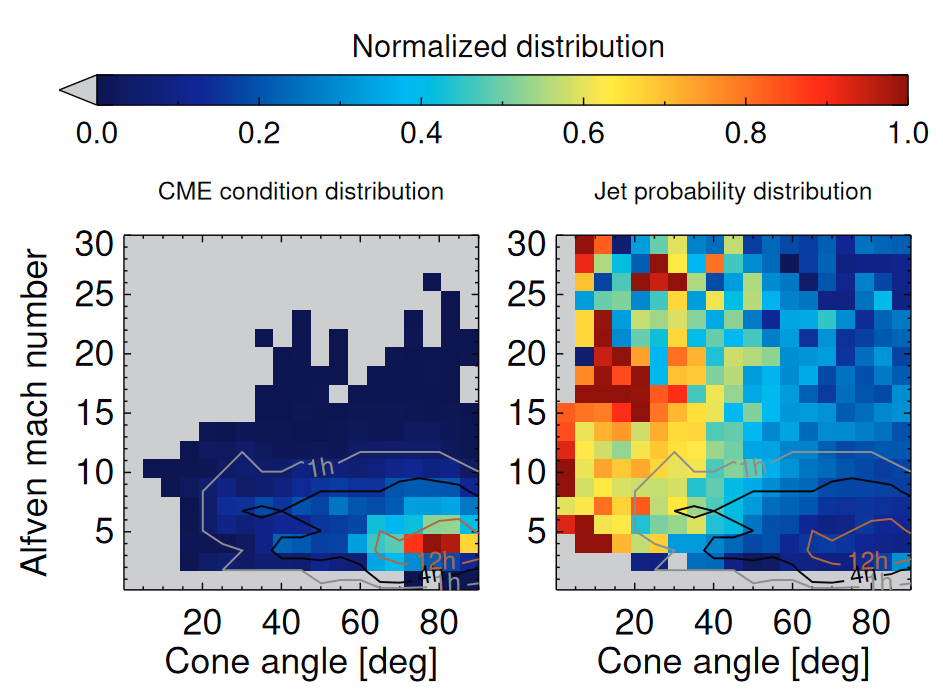 Normalized distribution
0.0 0.2 0.4 0.6 0.8 1.0
CME condition distribution
Jet probability distribution
Alfven mach number
30
25
20
15
10
5
1h
12h
4h
1h
20 40 60 80
Cone angle [deg]
30
25
20
15
10
5
1h
12h
4h
1h
20 40 60 80
Cone angle [deg]